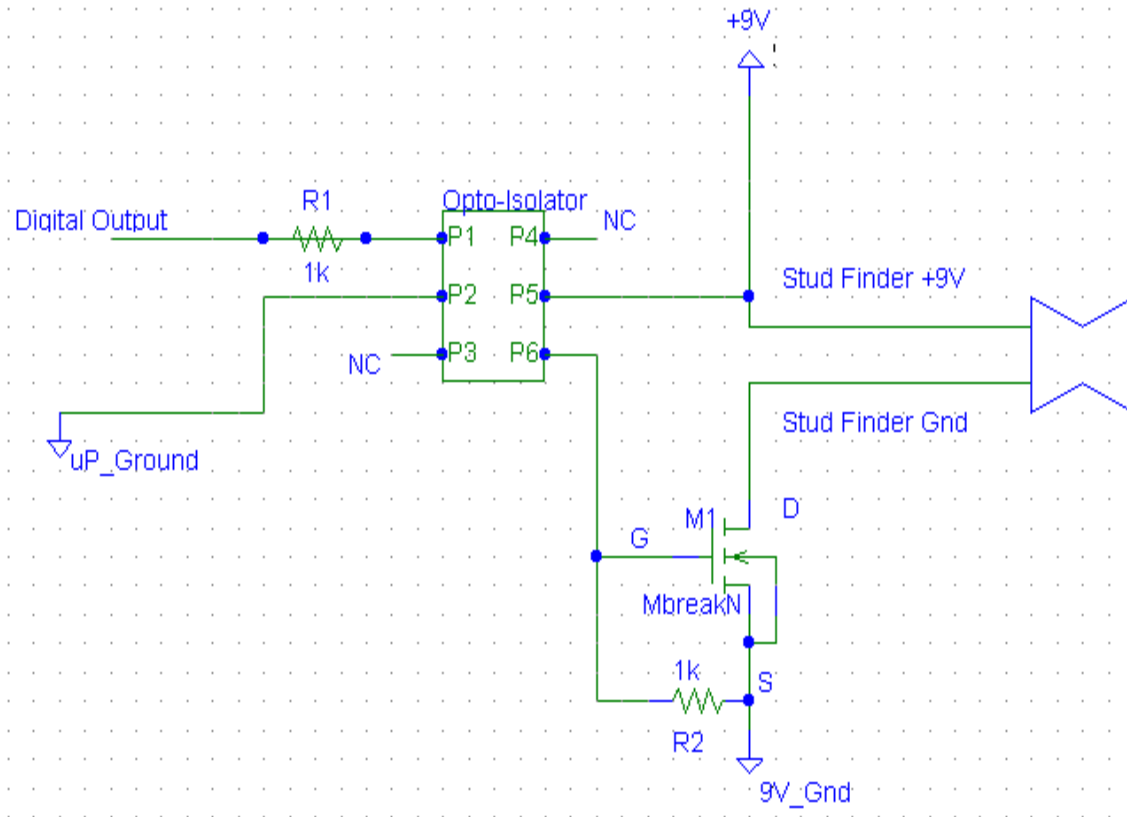 +9V
Opto-Isolator
R1
Digital Output
NC
P1 P4
1k
P2 P5
Stud Finder +9V
P3 P6
NC
Stud Finder Gnd
uP_Ground
M1
D
G
MbreakN
1k
S
R2
9V_Gnd